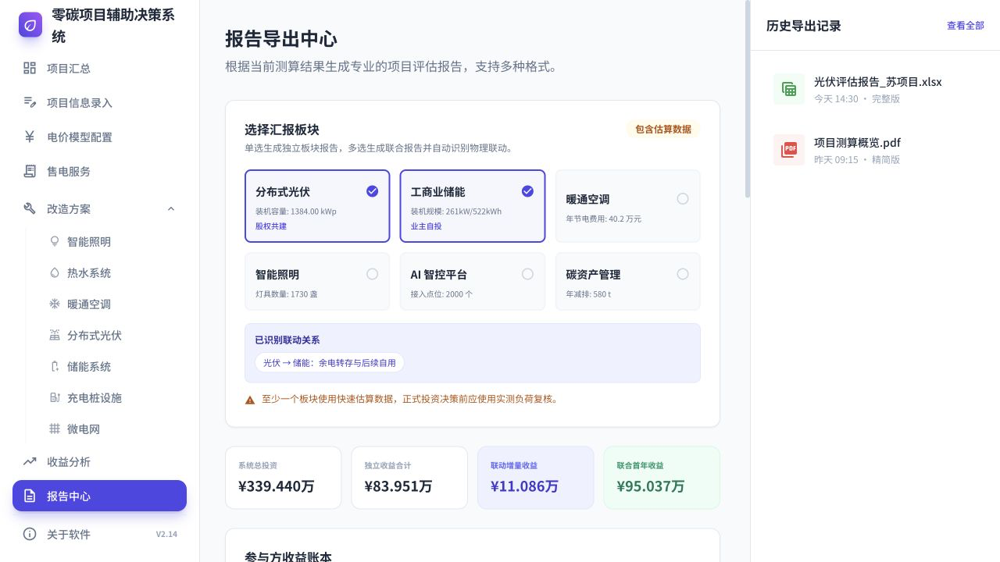 零碳项目辅助决策系
统
项目汇总
项目信息录入
电价模型配置
售电服务
改造方案
智能照明
热水系统
暖通空调
分布式光伏
储能系统
充电桩设施
微电网
收益分析
报告中心
关于软件
V2.14
报告导出中心
根据当前测算结果生成专业的项目评估报告，支持多种格式。
选择汇报板块
包含估算数据
单选生成独立板块报告，多选生成联合报告并自动识别物理联动。
分布式光伏
装机容量: 1384.00 kWp
股权共建
工商业储能
装机规模: 261kW/522kWh
业主自投
暖通空调
年节电费用: 40.2 万元
智能照明
灯具数量: 1730 盏
AI 智控平台
接入点位: 2000 个
碳资产管理
年减排: 580 t
已识别联动关系
光伏 → 储能：余电转存与后续自用
至少一个板块使用快速估算数据，正式投资决策前应使用实测负荷复核。
系统总投资
¥339.440万
独立收益合计
¥83.951万
联动增量收益
¥11.086万
联合首年收益
¥95.037万
参与方收益账本
历史导出记录
查看全部
光伏评估报告_苏项目.xlsx
今天 14:30 • 完整版
PDF
项目测算概览.pdf
昨天 09:15 • 精简版